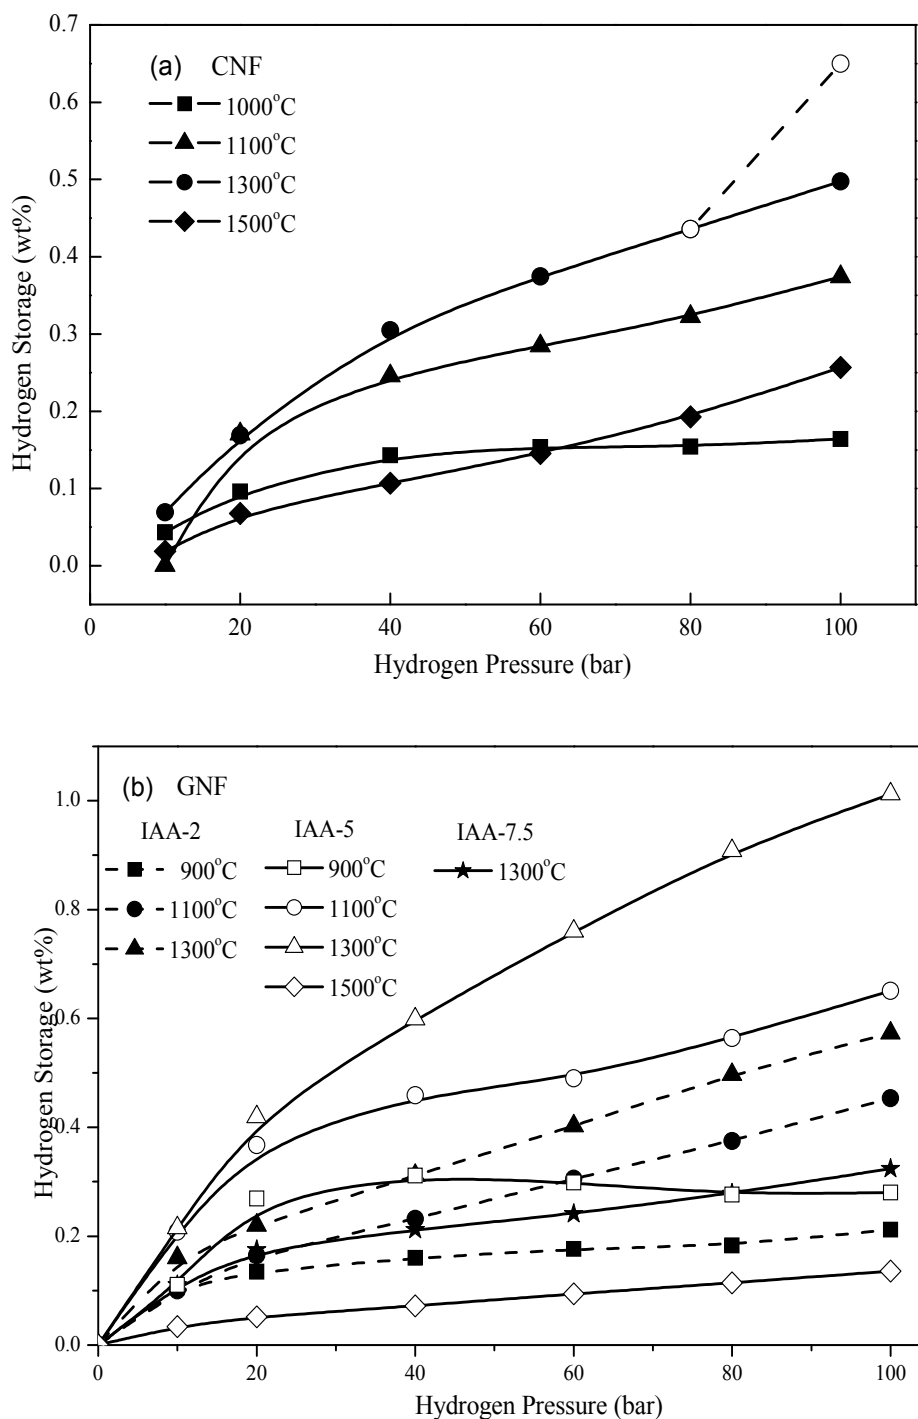 0.7
(a) CNF
1000°C
0.6
1100°C
1300°C
0.5
1500°C
0.4
0.3
0.2
0.1
0.0
Hydrogen Storage (wt%)
0 20 40 60 80 100
Hydrogen Pressure (bar)
(b) GNF
1.0
IAA-2 IAA-5 IAA-7.5
900°C 900°C 1300°C
1100°C 1100°C
1300°C 1300°C
1500°C
0.8
0.6
0.4
0.2
0.0
Hydrogen Storage (wt%)
0 20 40 60 80 100
Hydrogen Pressure (bar)